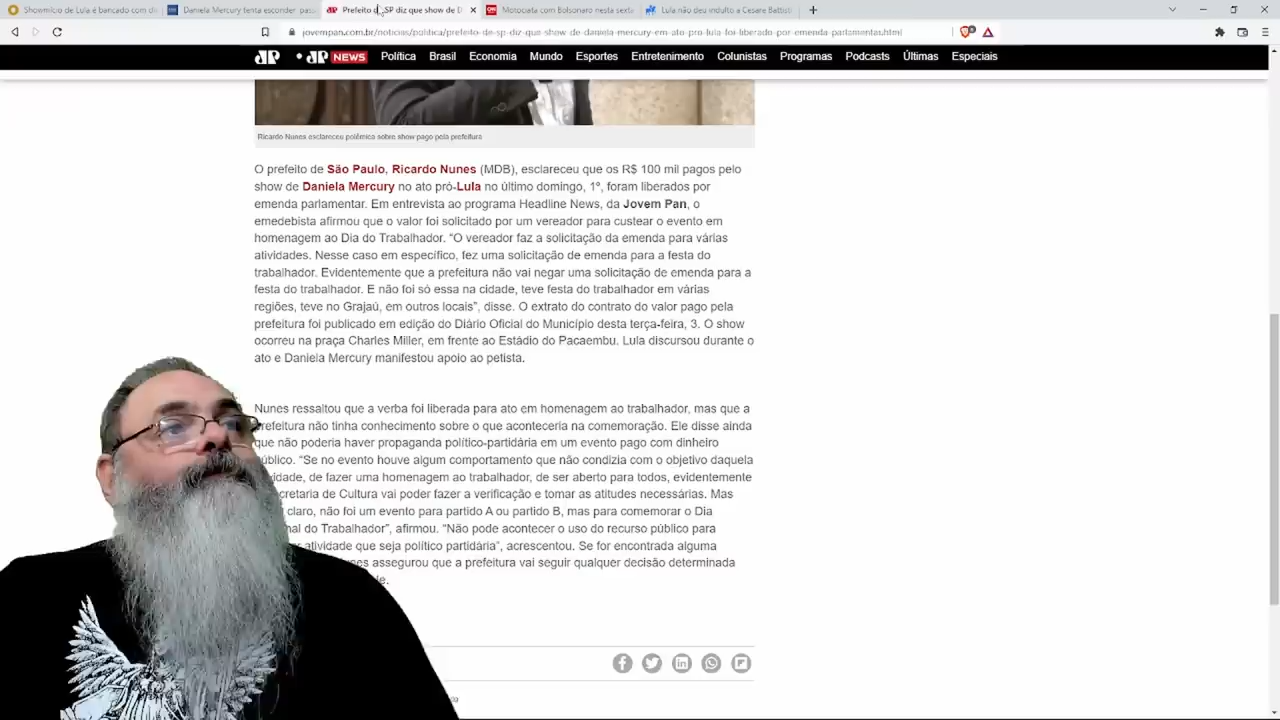 Showmício de Lula é bancado com di
Daniela Mercury tenta esconder pas
Prefeito de SP diz que show de D
Motociata com Bolsonaro nesta sext
Lula não deu indulto a Cesare Battist
jovempan.com.br/noticias/politica/prefeito-de-sp-diz-que-show-de-daniela-mercury-em-ato-pro-lula-foi-liberado-por-emenda-parlamentar.html
JP JP NEWS Política Brasil Economia Mundo Esportes Entretenimento Colunistas Programas Podcasts Últimas Especiais
Ricardo Nunes esclareceu polêmica sobre show pago pela prefeitura
O prefeito de São Paulo, Ricardo Nunes (MDB), esclareceu que os R$ 100 mil pagos pelo
show de Daniela Mercury no ato pró-Lula no último domingo, 1º, foram liberados por
emenda parlamentar. Em entrevista ao programa Headline News, da Jovem Pan, o
emedebista afirmou que o valor foi solicitado por um vereador para custear o evento em
homenagem ao Dia do Trabalhador. “O vereador faz a solicitação da emenda para várias
atividades. Nesse caso em específico, fez uma solicitação de emenda para a festa do
trabalhador. Evidentemente que a prefeitura não vai negar uma solicitação de emenda para a
festa do trabalhador. E não foi só essa na cidade, teve festa do trabalhador em várias
regiões, teve no Grajaú, em outros locais”, disse. O extrato do contrato do valor pago pela
prefeitura foi publicado em edição do Diário Oficial do Município desta terça-feira, 3. O show
ocorreu na praça Charles Miller, em frente ao Estádio do Pacaembu. Lula discursou durante o
ato e Daniela Mercury manifestou apoio ao petista.
Nunes ressaltou que a verba foi liberada para ato em homenagem ao trabalhador, mas que a
refeitura não tinha conhecimento sobre o que aconteceria na comemoração. Ele disse ainda
que não poderia haver propaganda político-partidária em um evento pago com dinheiro
úblico. “Se no evento houve algum comportamento que não condizia com o objetivo daquela
vidade, de fazer uma homenagem ao trabalhador, de ser aberto para todos, evidentemente
cretaria de Cultura vai poder fazer a verificação e tomar as atitudes necessárias. Mas
claro, não foi um evento para partido A ou partido B, mas para comemorar o Dia
nal do Trabalhador”, afirmou. “Não pode acontecer o uso do recurso público para
r atividade que seja político partidária”, acrescentou. Se for encontrada alguma
nes assegurou que a prefeitura vai seguir qualquer decisão determinada
de.